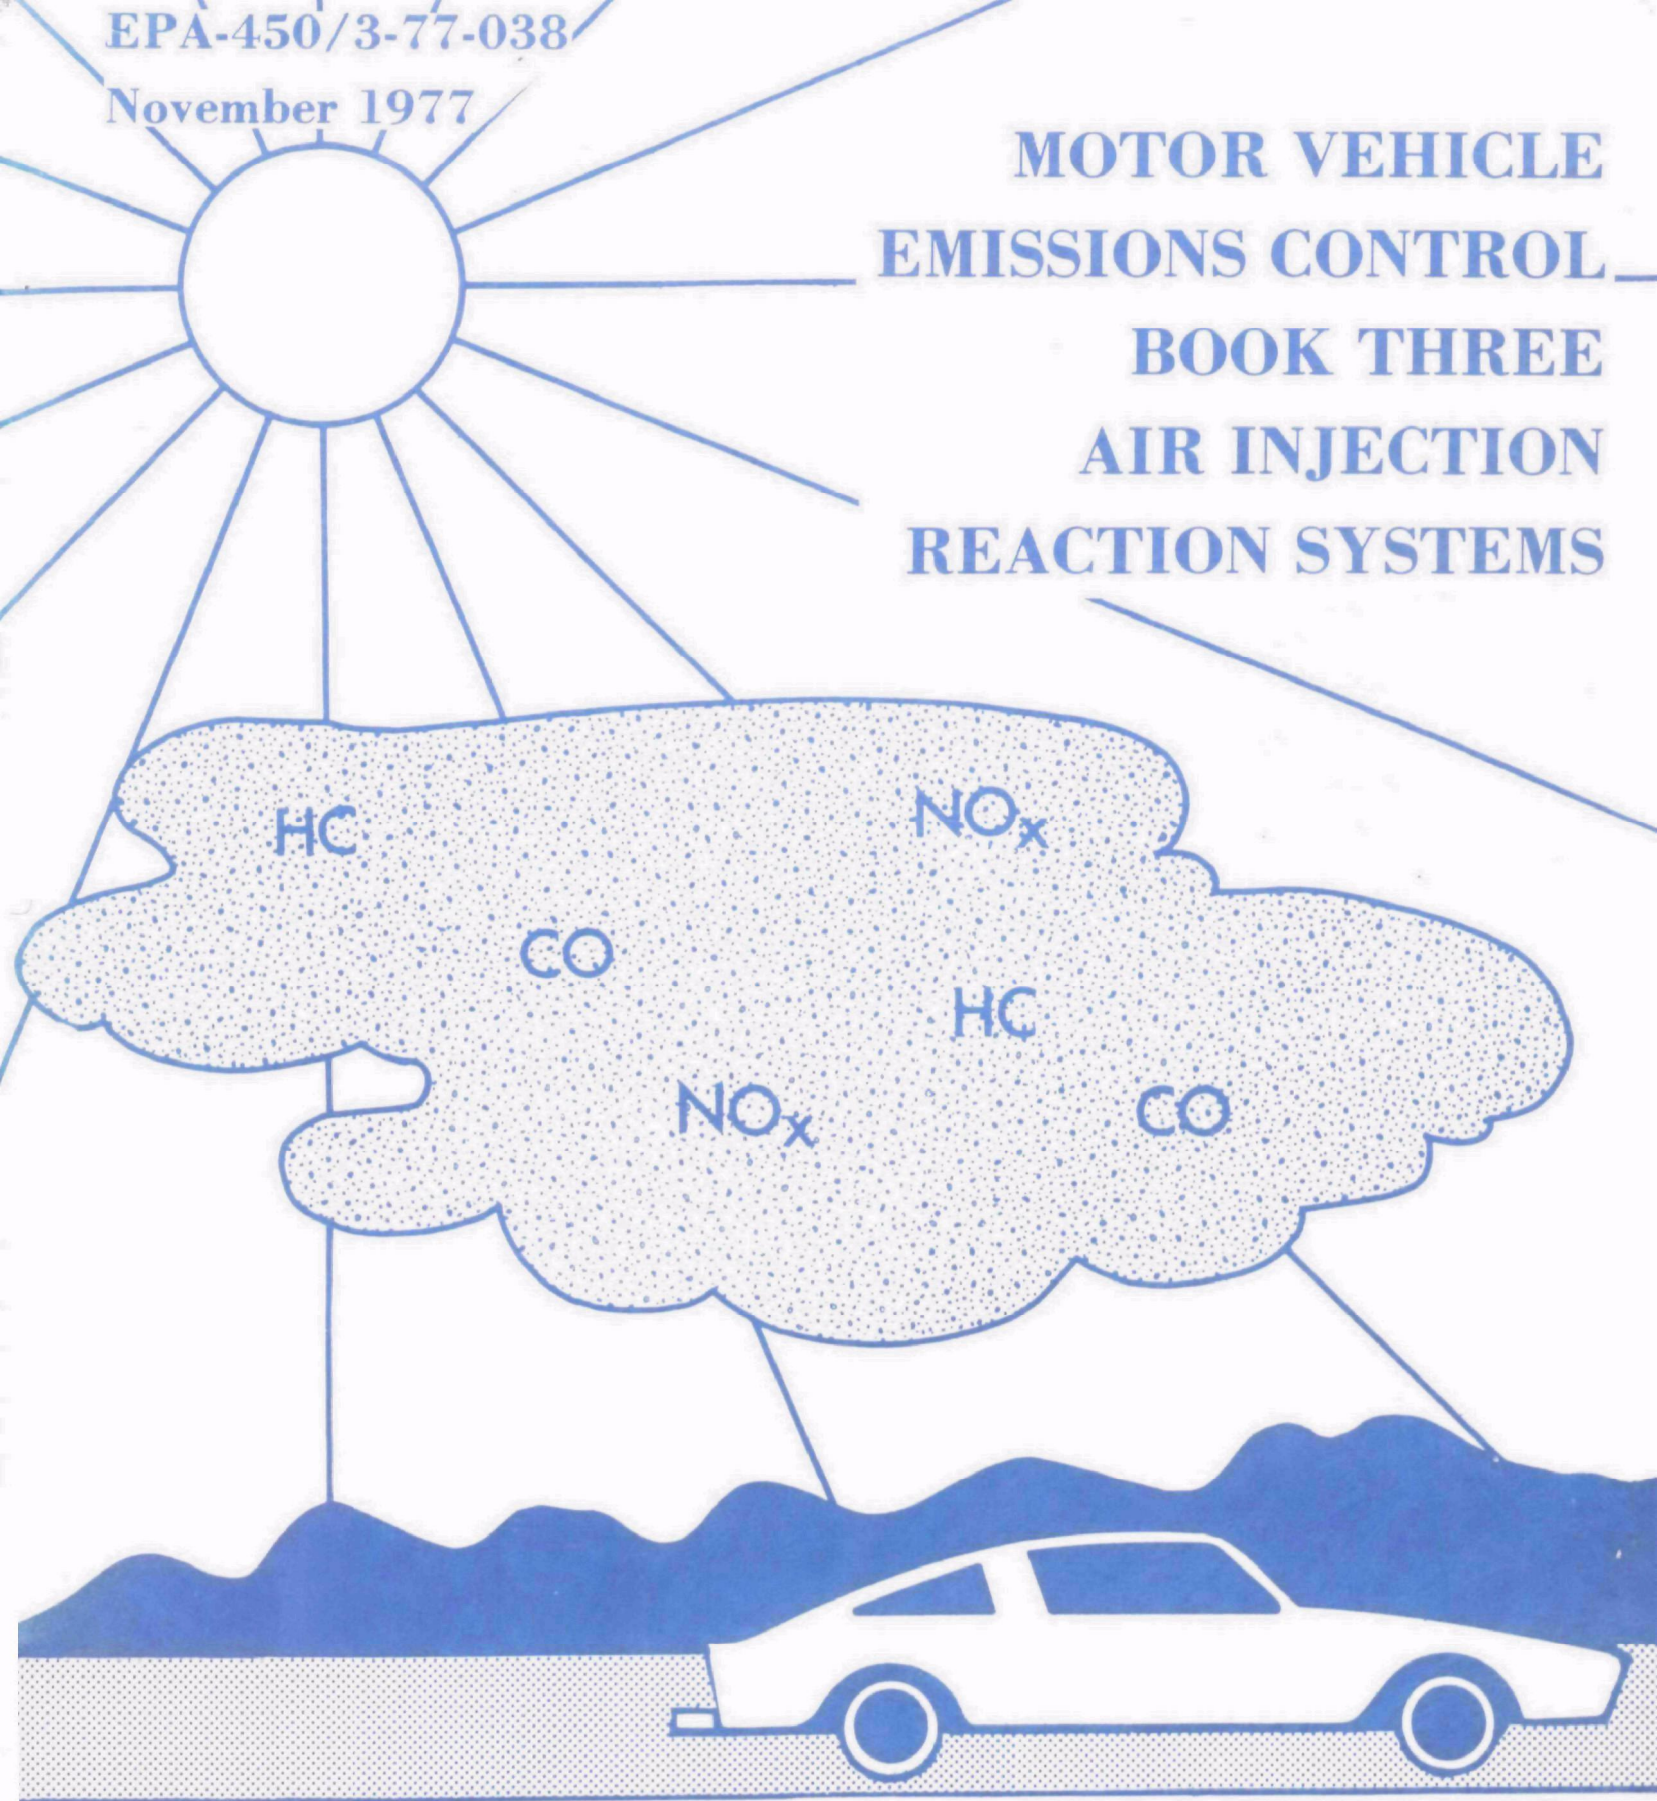 EPA-450/3-77-038
November 1977
MOTOR VEHICLE
EMISSIONS CONTROL
BOOK THREE
AIR INJECTION
REACTION SYSTEMS
HC
NOx
CO
HC
NOx
CO